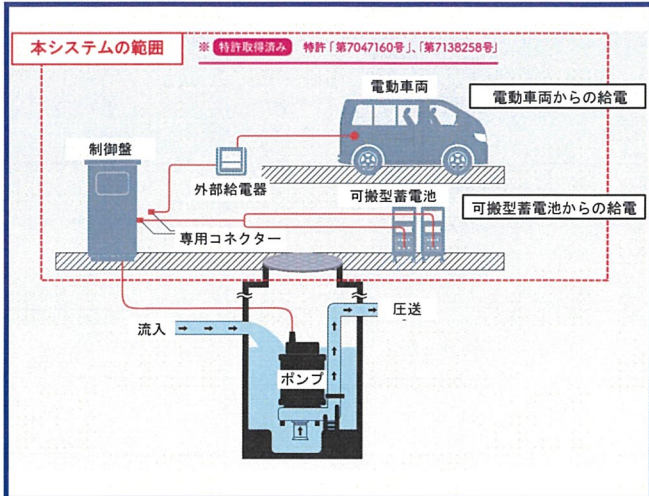 本システムの範囲
※ 特許取得済み 特許「第7047160号」、「第7138258号」
電動車両
電動車両からの給電
制御盤
外部給電器
可搬型蓄電池
可搬型蓄電池からの給電
専用コネクター
流入
圧送
ポンプ